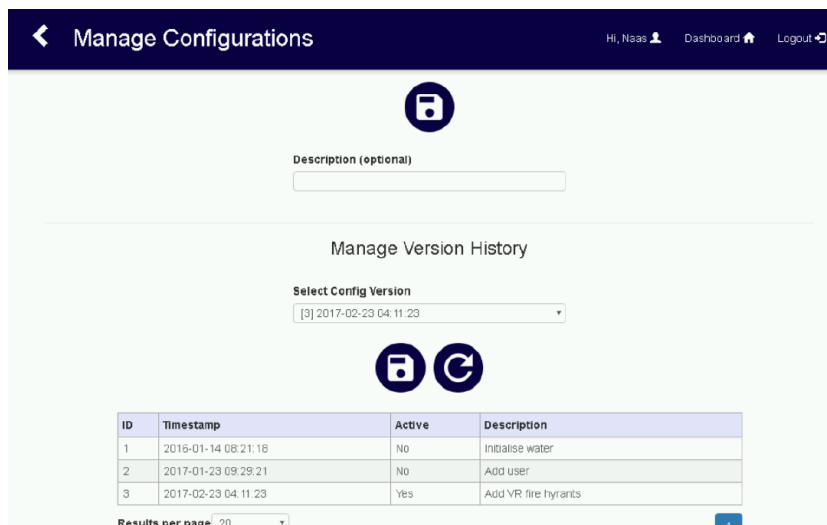 Manage Configurations
Hi, Naas Dashboard Logout
Description (optional)
Manage Version History
Select Config Version
[3] 2017-02-23 04:11:23
ID Timestamp Active Description
1 2016-01-14 08:21:18 No Initialise water
2 2017-01-23 09:29:21 No Add user
3 2017-02-23 04:11:23 Yes Add VR fire hyrants
Results per page 20